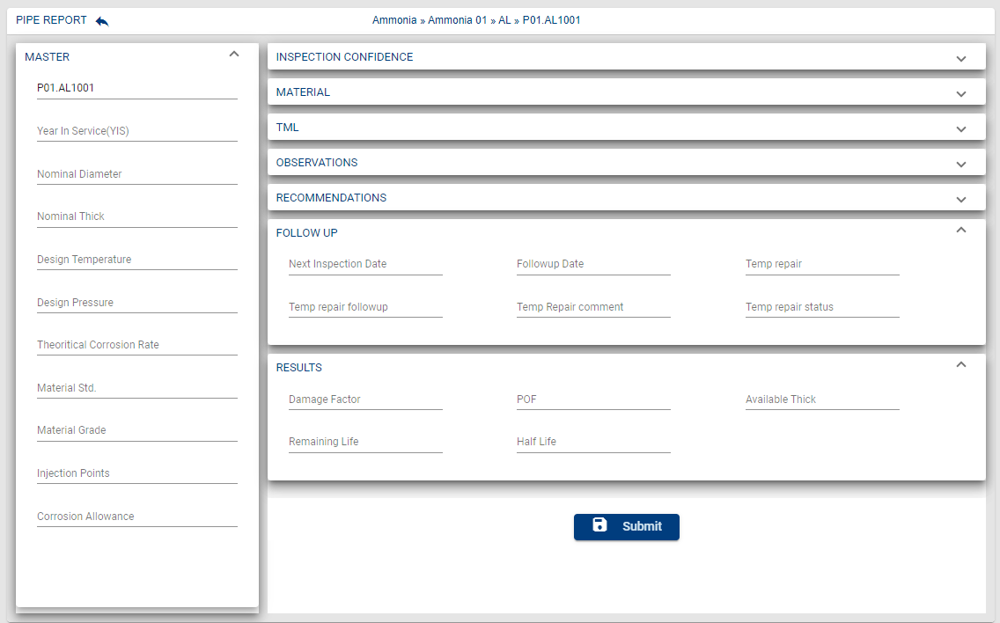 PIPE REPORT
Ammonia » Ammonia 01 » AL » P01.AL1001
MASTER
P01.AL1001
Year In Service(YIS)
Nominal Diameter
Nominal Thick
Design Temperature
Design Pressure
Theoritical Corrosion Rate
Material Std.
Material Grade
Injection Points
Corrosion Allowance
INSPECTION CONFIDENCE
MATERIAL
TML
OBSERVATIONS
RECOMMENDATIONS
FOLLOW UP
Next Inspection Date Followup Date Temp repair
Temp repair followup Temp Repair comment Temp repair status
RESULTS
Damage Factor POF Available Thick
Remaining Life Half Life
Submit